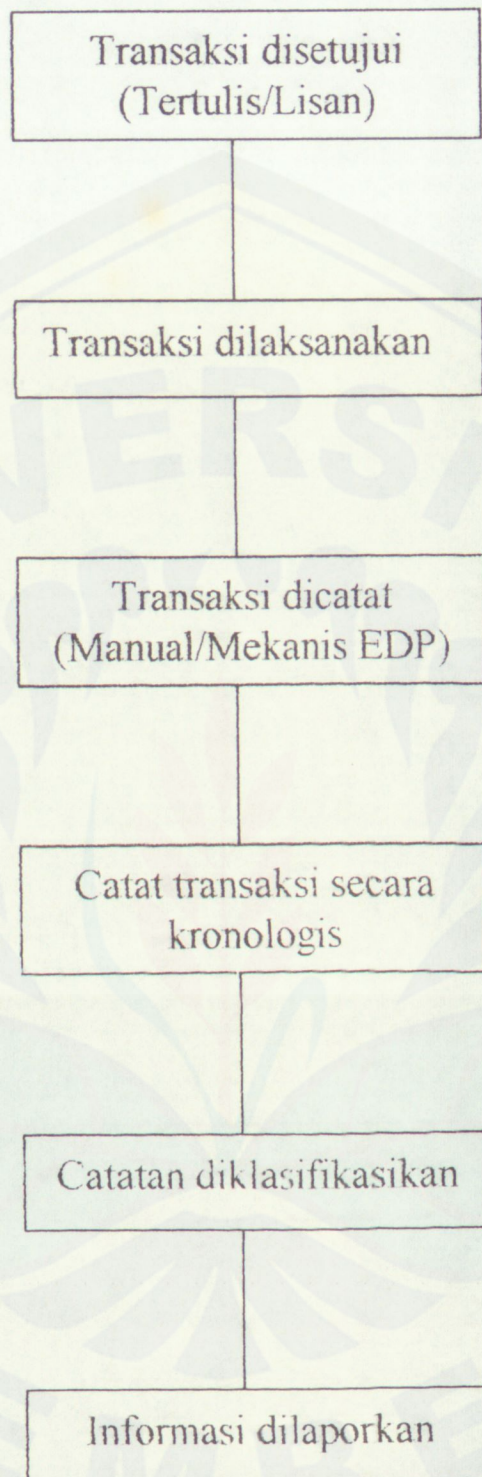 Transaksi disetujui
(Tertulis/Lisan)
Transaksi dilaksanakan
Transaksi dicatat
(Manual/Mekanis EDP)
Catat transaksi secara
kronologis
Catatan diklasifikasikan
Informasi dilaporkan